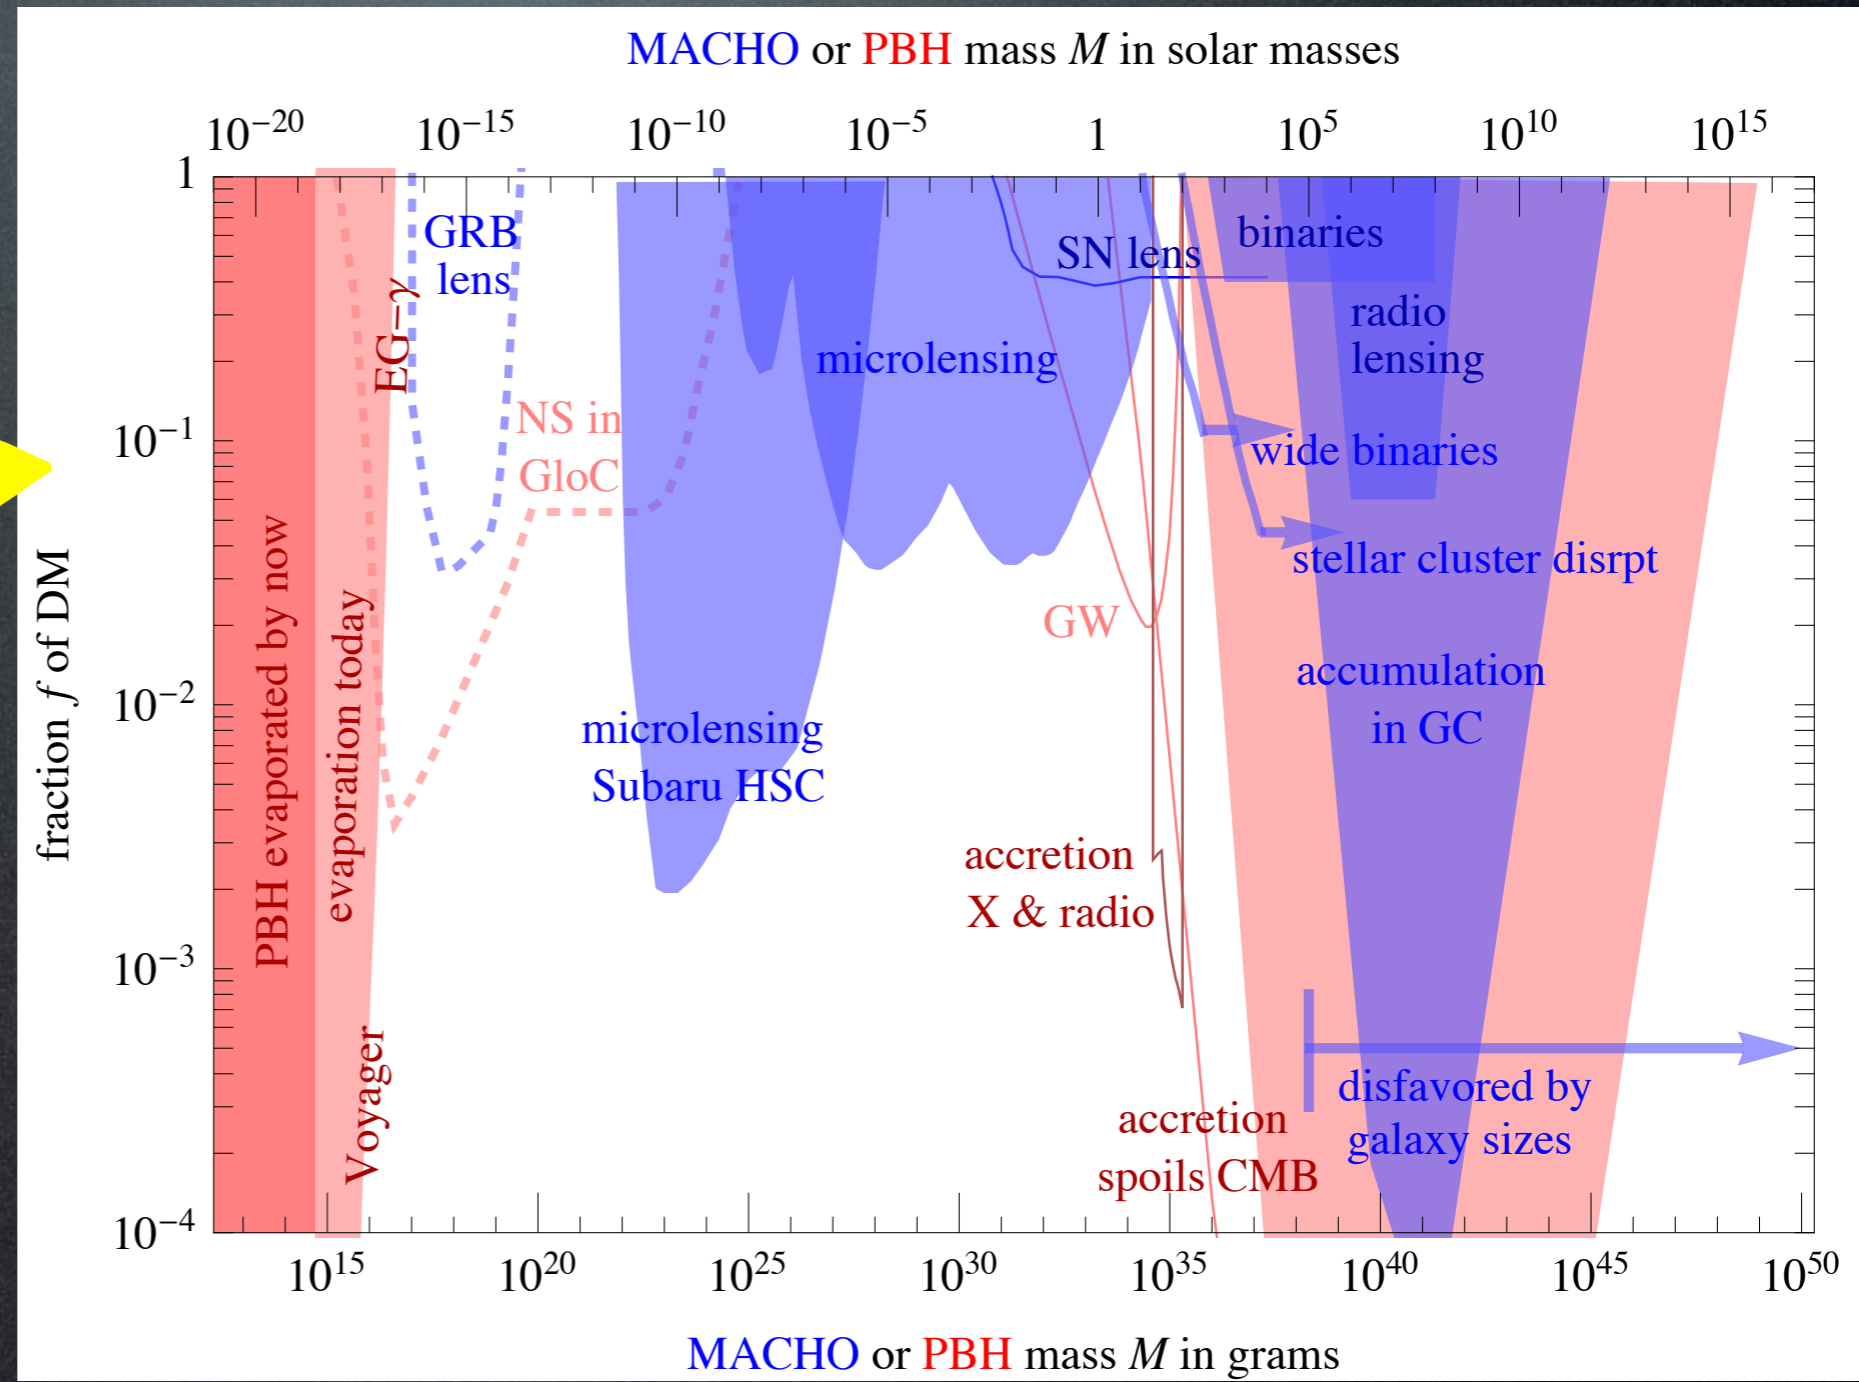 MACHO or PBH mass M in solar masses
10⁻²⁰ 10⁻¹⁵ 10⁻¹⁰ 10⁻⁵ 1 10⁵ 10¹⁰ 10¹⁵
1
10⁻¹
10⁻²
10⁻³
10⁻⁴
fraction f of DM
PBH evaporated by now
evaporation today
Voyager
EG−γ
GRB
lens
NS in
GloC
microlensing
Subaru HSC
microlensing
SN lens
GW
accretion
X & radio
accretion
spoils CMB
binaries
radio
lensing
wide binaries
stellar cluster disrpt
accumulation
in GC
disfavored by
galaxy sizes
10¹⁵ 10²⁰ 10²⁵ 10³⁰ 10³⁵ 10⁴⁰ 10⁴⁵ 10⁵⁰
MACHO or PBH mass M in grams